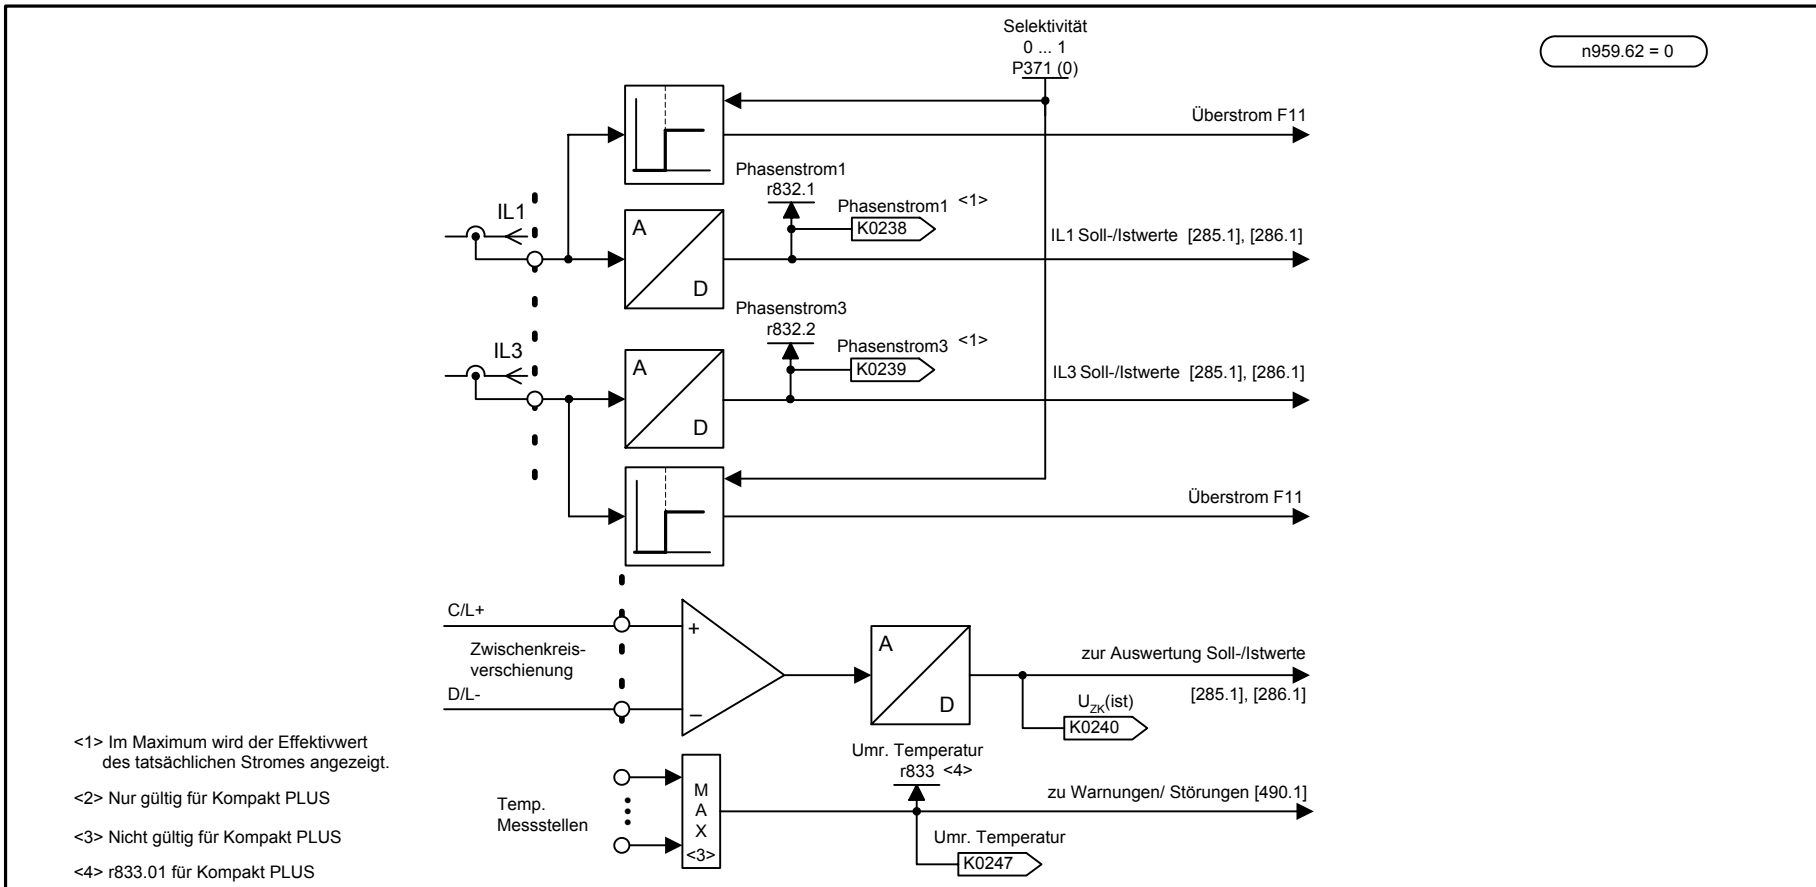 Selektivität
0 ... 1
P371 (0)
n959.62 = 0
Überstrom F11
Phasenstrom1
r832.1
Phasenstrom1 <1>
K0238
IL1
A
D
IL1 Soll-/Istwerte [285.1], [286.1]
Phasenstrom3
r832.2
Phasenstrom3 <1>
K0239
IL3
A
D
IL3 Soll-/Istwerte [285.1], [286.1]
Überstrom F11
C/L+
Zwischenkreis-
verschienung
D/L-
+
–
A
D
zur Auswertung Soll-/Istwerte
[285.1], [286.1]
UZK(ist)
K0240
Umr. Temperatur
r833 <4>
Temp.
Messstellen
M
A
X
<3>
zu Warnungen/ Störungen [490.1]
Umr. Temperatur
K0247
<1> Im Maximum wird der Effektivwert
des tatsächlichen Stromes angezeigt.
<2> Nur gültig für Kompakt PLUS
<3> Nicht gültig für Kompakt PLUS
<4> r833.01 für Kompakt PLUS